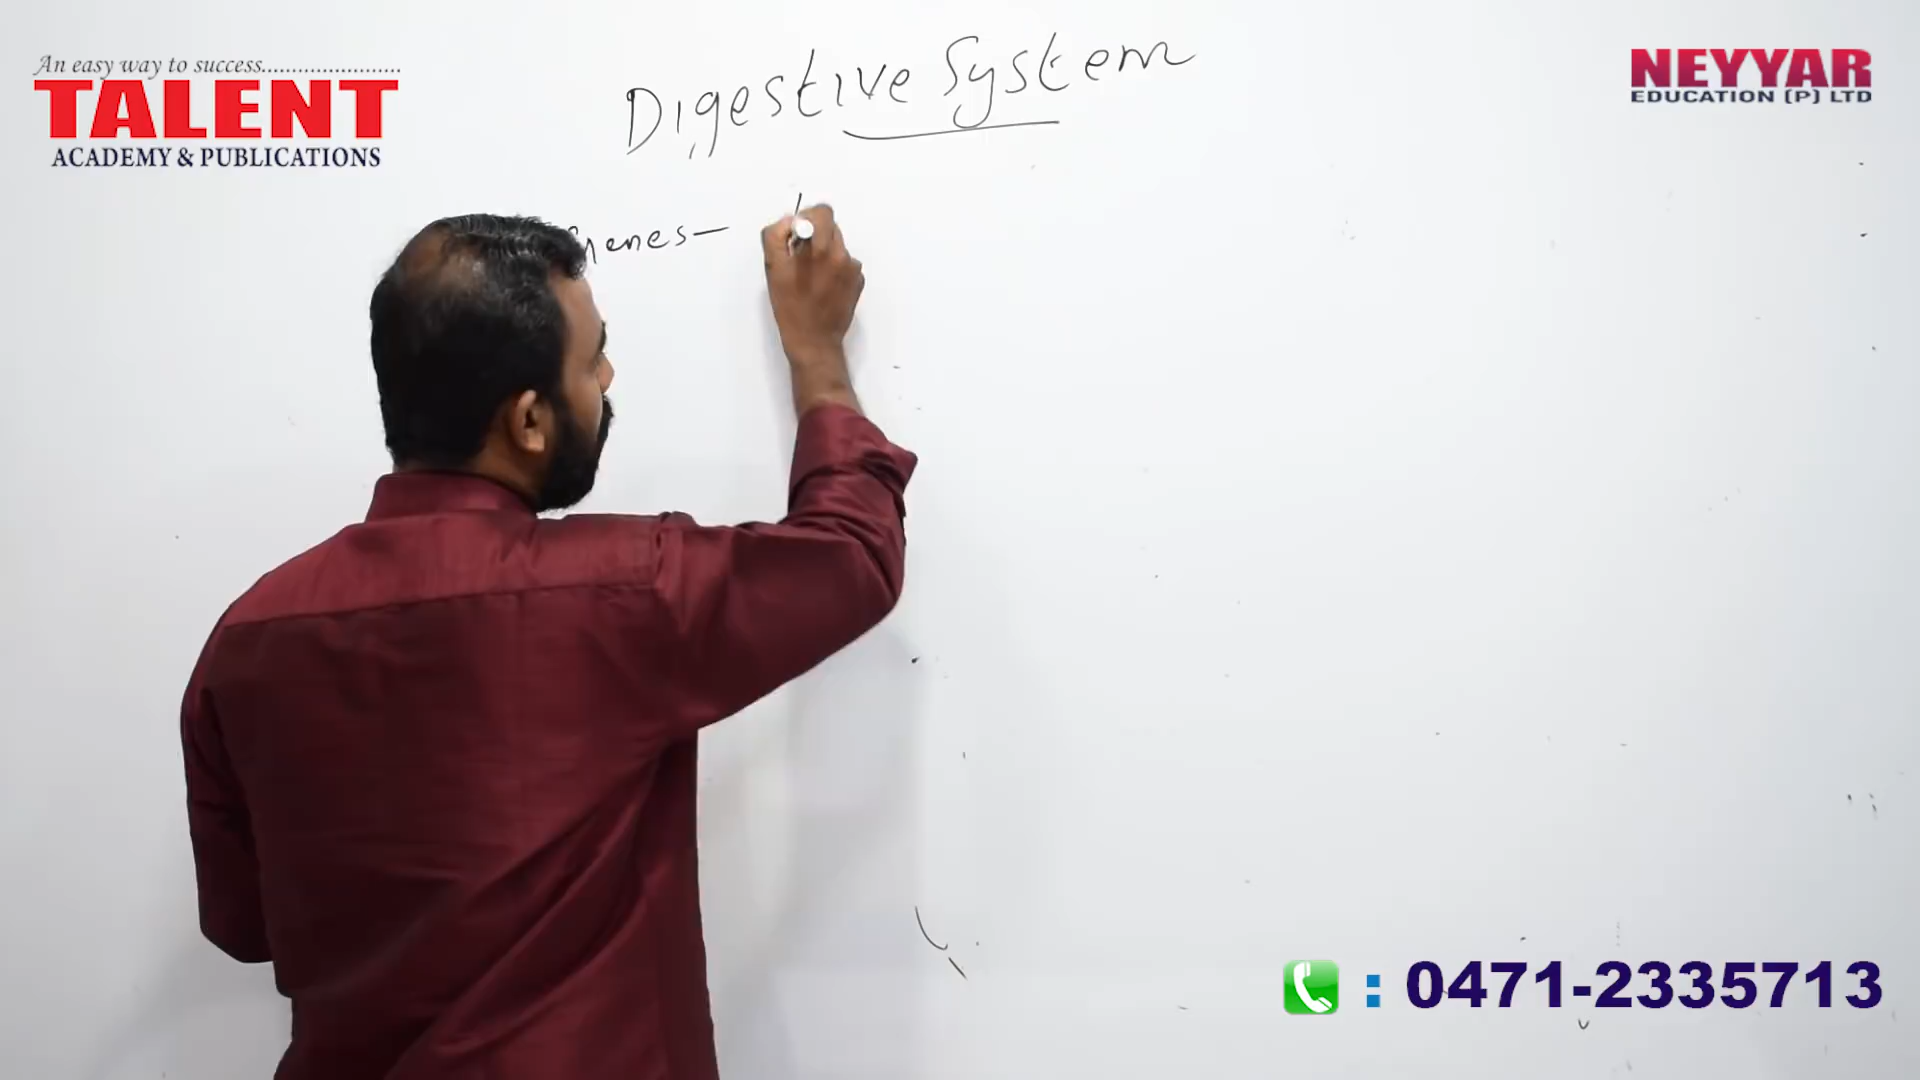 An easy way to success......................
TALENT
ACADEMY & PUBLICATIONS
NEYYAR
EDUCATION (P) LTD
Digestive System
: 0471-2335713